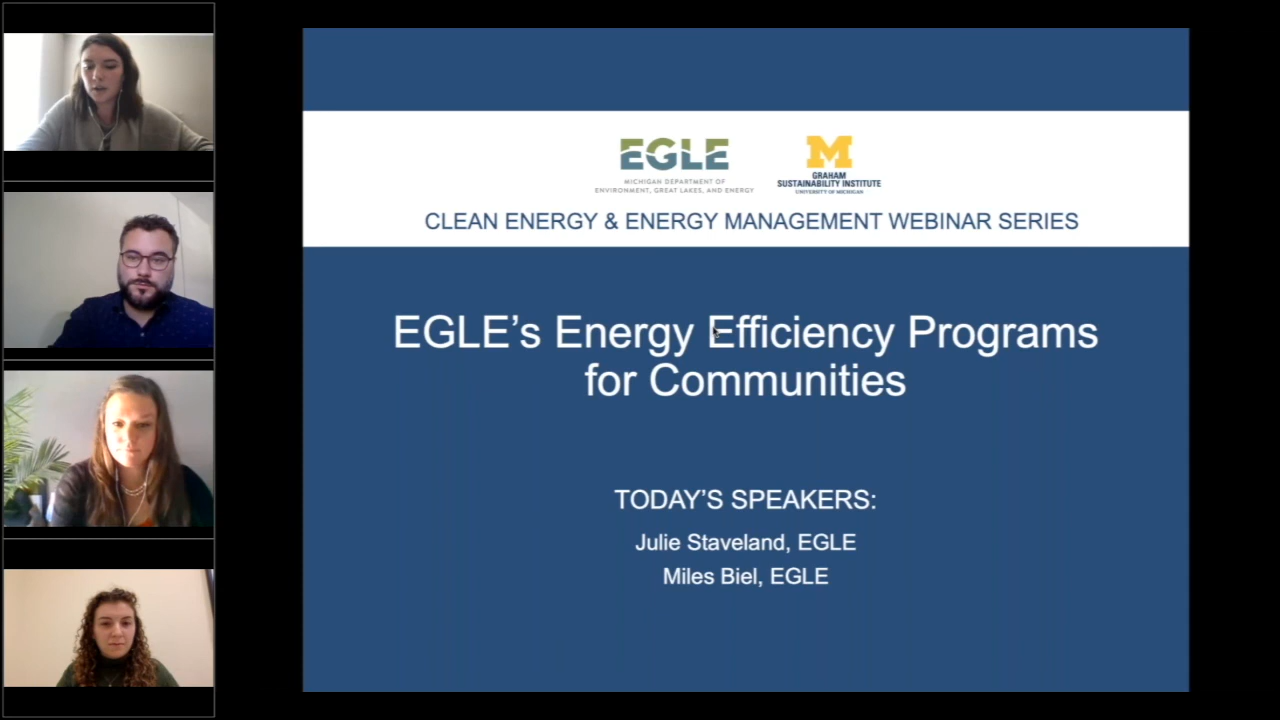 EGLE
MICHIGAN DEPARTMENT OF
ENVIRONMENT, GREAT LAKES, AND ENERGY
M
GRAHAM
SUSTAINABILITY INSTITUTE
UNIVERSITY OF MICHIGAN
CLEAN ENERGY & ENERGY MANAGEMENT WEBINAR SERIES
EGLE’s Energy Efficiency Programs
for Communities
TODAY’S SPEAKERS:
Julie Staveland, EGLE
Miles Biel, EGLE